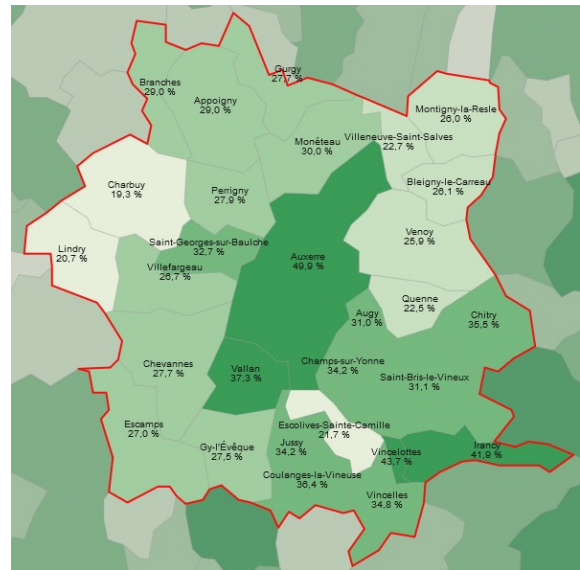 Gurgy
27,7 %
Branches
29,0 %
Appoigny
29,0 %
Montigny-la-Resle
26,0 %
Monéteau
30,0 %
Villeneuve-Saint-Salves
22,7 %
Charbuy
19,3 %
Perrigny
27,9 %
Bleigny-le-Carreau
26,1 %
Venoy
25,9 %
Lindry
20,7 %
Saint-Georges-sur-Baulche
32,7 %
Villefargeau
26,7 %
Auxerre
49,9 %
Quenne
22,5 %
Augy
31,0 %
Chitry
35,5 %
Chevannes
27,7 %
Vallan
37,3 %
Champs-sur-Yonne
34,2 %
Saint-Bris-le-Vineux
31,1 %
Escamps
27,0 %
Gy-l'Évêque
27,5 %
Escolives-Sainte-Camille
21,7 %
Jussy
34,2 %
Vincelottes
43,7 %
Irancy
41,9 %
Coulanges-la-Vineuse
36,4 %
Vincelles
34,8 %